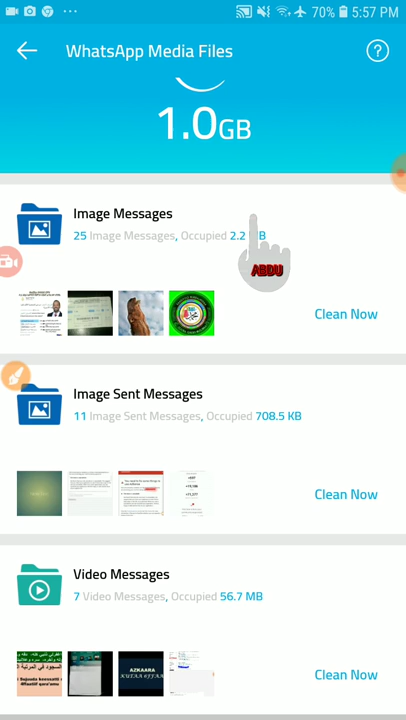 70% 5:57 PM
WhatsApp Media Files
1.0GB
Image Messages
25 Image Messages, Occupied 2.2
ABDU
Clean Now
Image Sent Messages
11 Image Sent Messages, Occupied 708.5 KB
Clean Now
Video Messages
7 Video Messages, Occupied 56.7 MB
AZKAARA
Clean Now